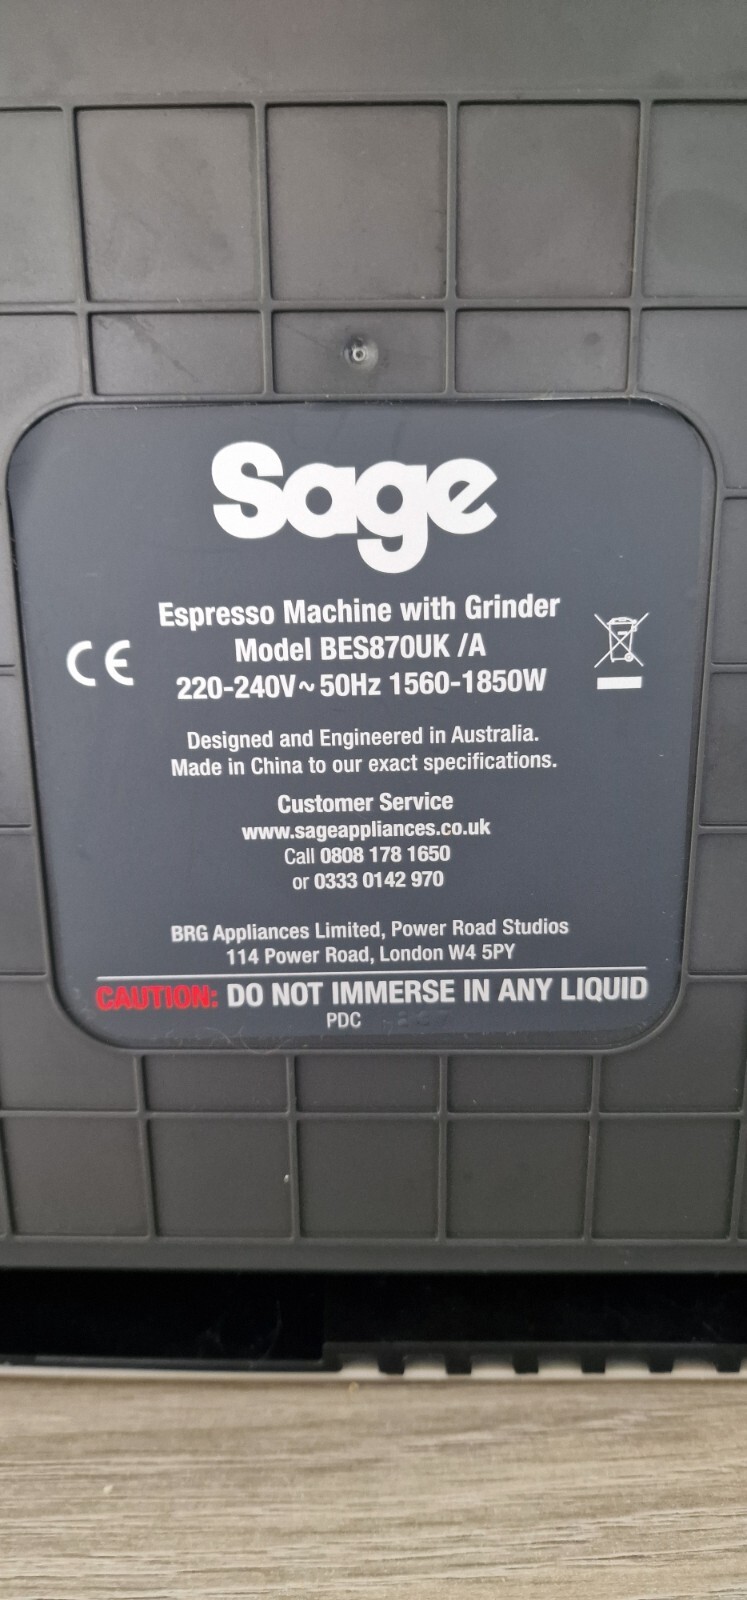 Sage
Espresso Machine with Grinder
Model BES870UK /A
220-240V~50Hz 1560-1850W
CE
Designed and Engineered in Australia.
Made in China to our exact specifications.
Customer Service
www.sageappliances.co.uk
Call 0808 178 1650
or 0333 0142 970
BRG Appliances Limited, Power Road Studios
114 Power Road, London W4 5PY
CAUTION: DO NOT IMMERSE IN ANY LIQUID
PDC